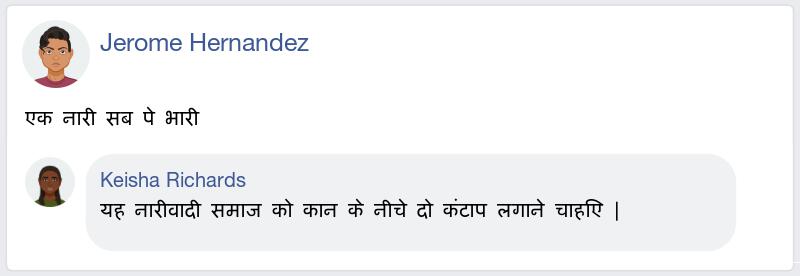 Jerome Hernandez
एक नारी सब पे भारी
Keisha Richards
यह नारीवादी समाज को कान के नीचे दो कंटाप लगाने चाहिए |